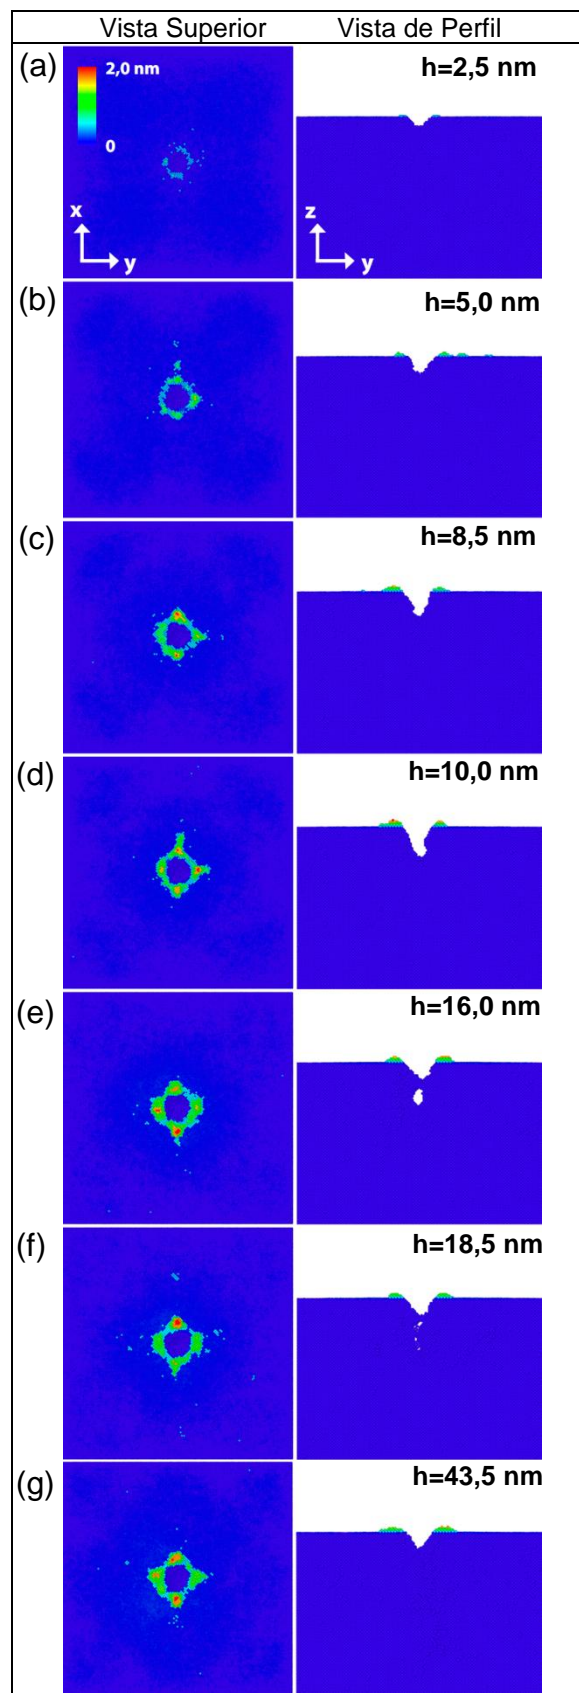 Vista Superior Vista de Perfil
(a) 2,0 nm h=2,5 nm
0
x z
y y
(b) h=5,0 nm
(c) h=8,5 nm
(d) h=10,0 nm
(e) h=16,0 nm
(f) h=18,5 nm
(g) h=43,5 nm